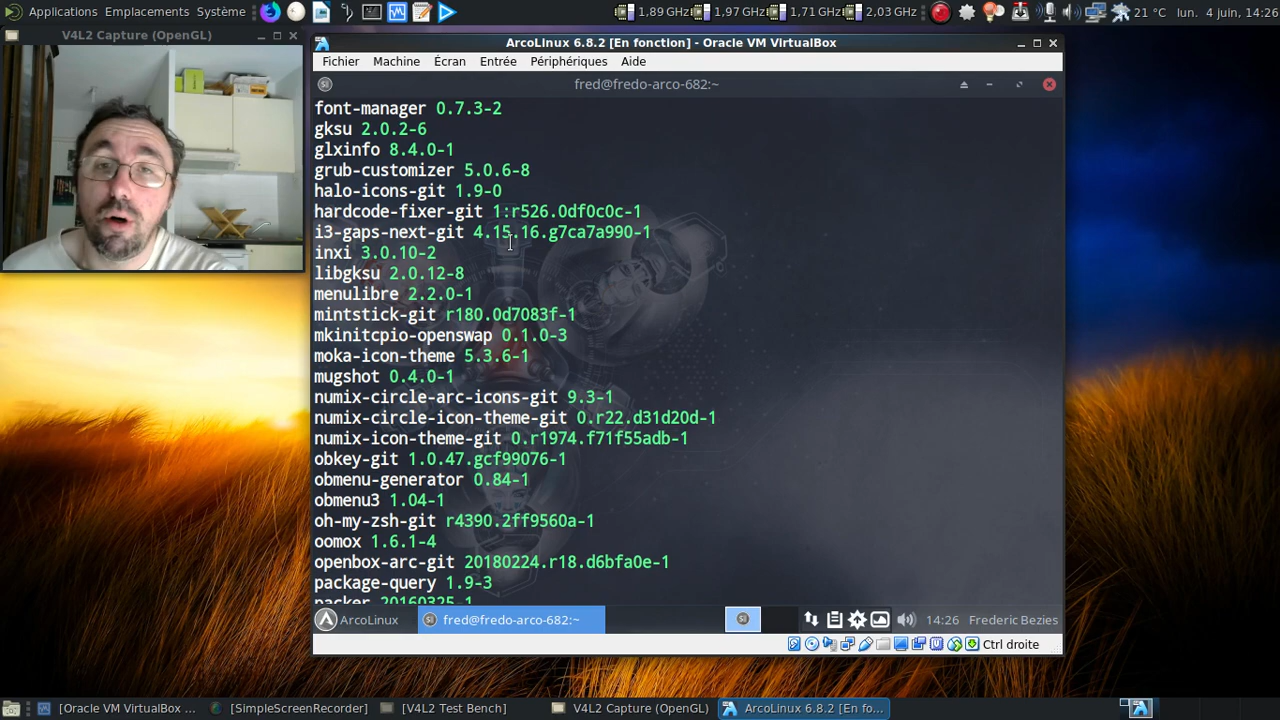 Applications Emplacements Système 1,89 GHz 1,97 GHz 1,71 GHz 2,03 GHz 21 °C lun. 4 juin, 14:26
V4L2 Capture (OpenGL)
ArcoLinux 6.8.2 [En fonction] - Oracle VM VirtualBox
Fichier Machine Écran Entrée Périphériques Aide
fred@fredo-arco-682:~
font-manager 0.7.3-2
gksu 2.0.2-6
glxinfo 8.4.0-1
grub-customizer 5.0.6-8
halo-icons-git 1.9-0
hardcode-fixer-git 1:r526.0df0c0c-1
i3-gaps-next-git 4.15.16.g7ca7a990-1
inxi 3.0.10-2
libgksu 2.0.12-8
menulibre 2.2.0-1
mintstick-git r180.0d7083f-1
mkinitcpio-openswap 0.1.0-3
moka-icon-theme 5.3.6-1
mugshot 0.4.0-1
numix-circle-arc-icons-git 9.3-1
numix-circle-icon-theme-git 0.r22.d31d20d-1
numix-icon-theme-git 0.r1974.f71f55adb-1
obkey-git 1.0.47.gcf99076-1
obmenu-generator 0.84-1
obmenu3 1.04-1
oh-my-zsh-git r4390.2ff9560a-1
oomox 1.6.1-4
openbox-arc-git 20180224.r18.d6bfa0e-1
package-query 1.9-3
packer 20160325-1
ArcoLinux fred@fredo-arco-682:~ 14:26 Frederic Bezies
Ctrl droite
[Oracle VM VirtualBox ... [SimpleScreenRecorder] [V4L2 Test Bench] V4L2 Capture (OpenGL) ArcoLinux 6.8.2 [En fo...